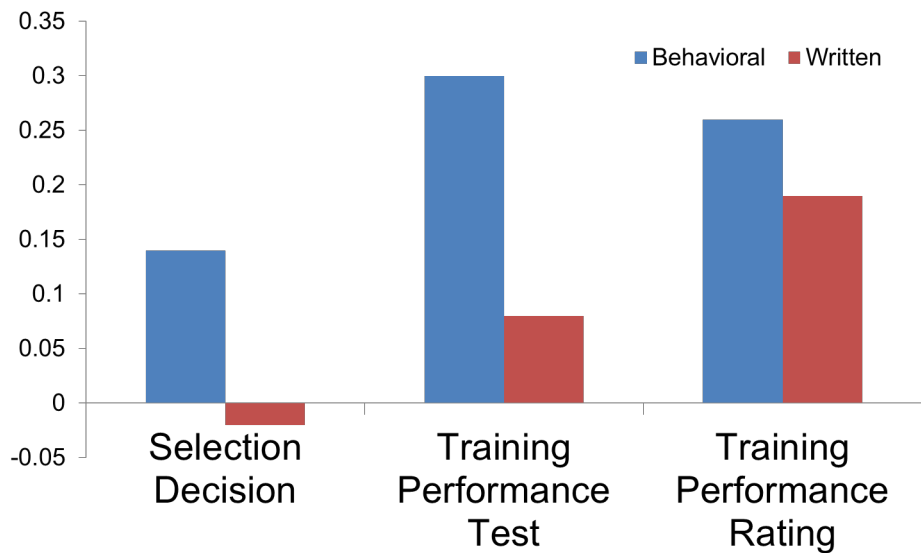 0.35
0.3
0.25
0.2
0.15
0.1
0.05
0
-0.05
Behavioral Written
Selection
Decision
Training
Performance
Test
Training
Performance
Rating